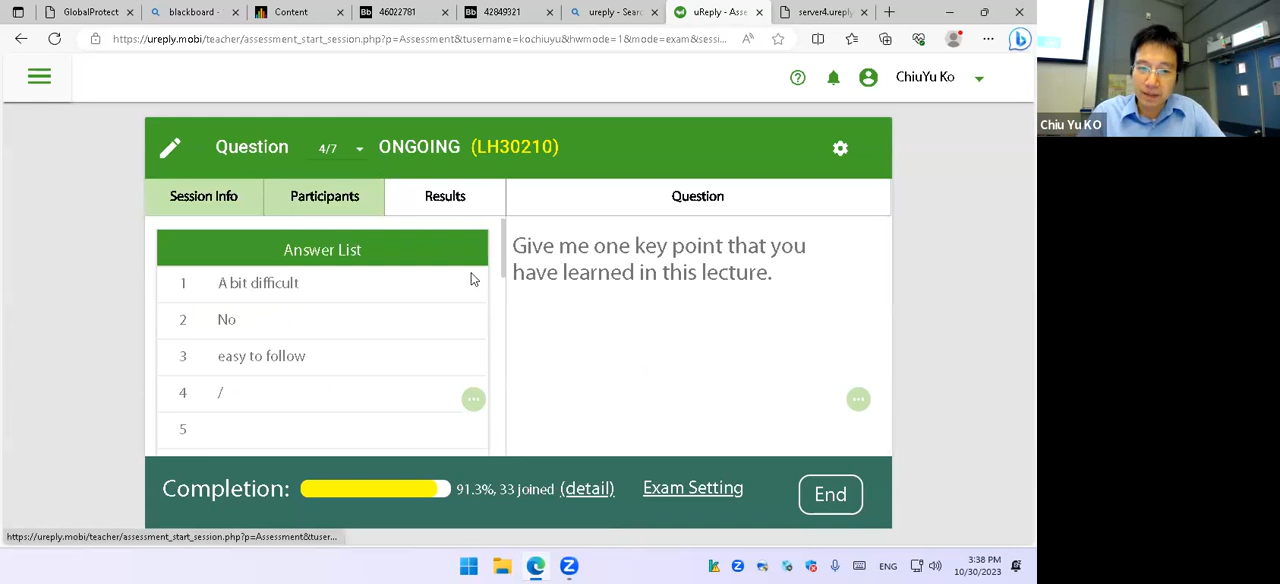 GlobalProtect
blackboard -
Content
Bb 46022781
Bb 42849321
ureply - Sear
uReply - Asse
server4.ureply
https://ureply.mobi/teacher/assessment_start_session.php?p=Assessment&tusername=kochiuyu&hwmode=1&mode=exam&sessi...
ChiuYu Ko
Chiu Yu KO
Question 4/7 ONGOING (LH30210)
Session Info Participants Results Question
Answer List
Give me one key point that you
have learned in this lecture.
1 A bit difficult
2 No
3 easy to follow
4 /
5
Completion: 91.3%, 33 joined (detail) Exam Setting End
https://ureply.mobi/teacher/assessment_start_session.php?p=Assessment&tuser...
ENG
3:38 PM
10/30/2023